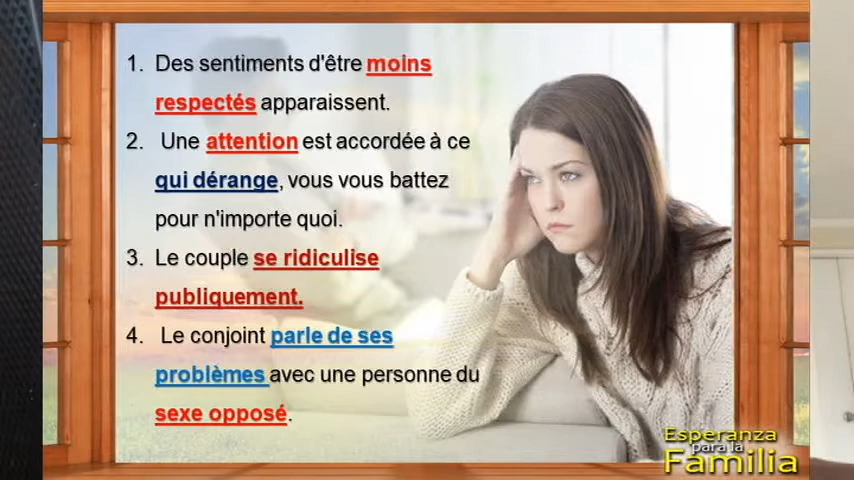 1. Des sentiments d'être moins
respectés apparaissent.
2. Une attention est accordée à ce
qui dérange, vous vous battez
pour n'importe quoi.
3. Le couple se ridiculise
publiquement.
4. Le conjoint parle de ses
problèmes avec une personne du
sexe opposé.
Esperanza
para la
Familia